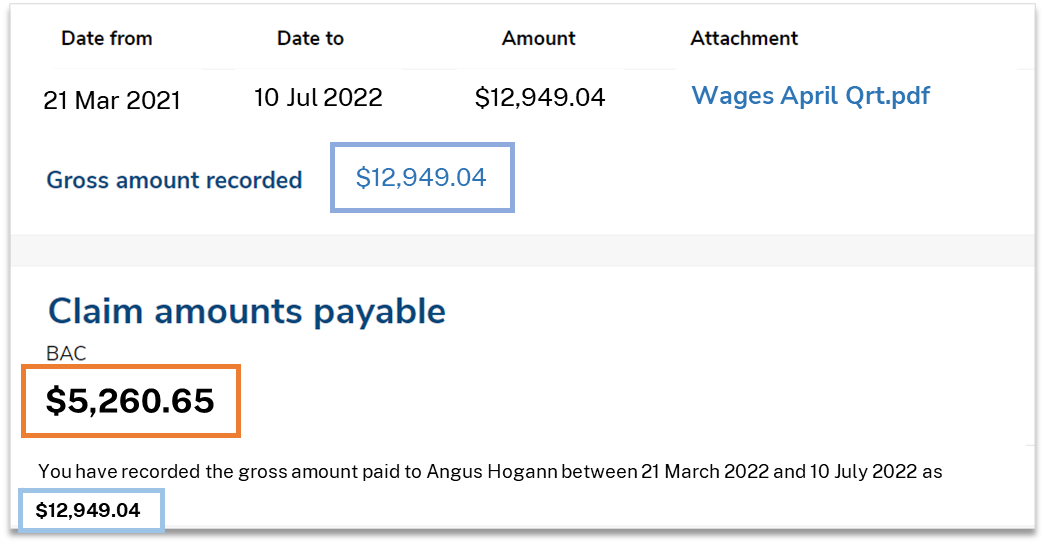 Date from Date to Amount Attachment
21 Mar 2021 10 Jul 2022 $12,949.04 Wages April Qrt.pdf
Gross amount recorded $12,949.04
Claim amounts payable
BAC
$5,260.65
You have recorded the gross amount paid to Angus Hogann between 21 March 2022 and 10 July 2022 as
$12,949.04